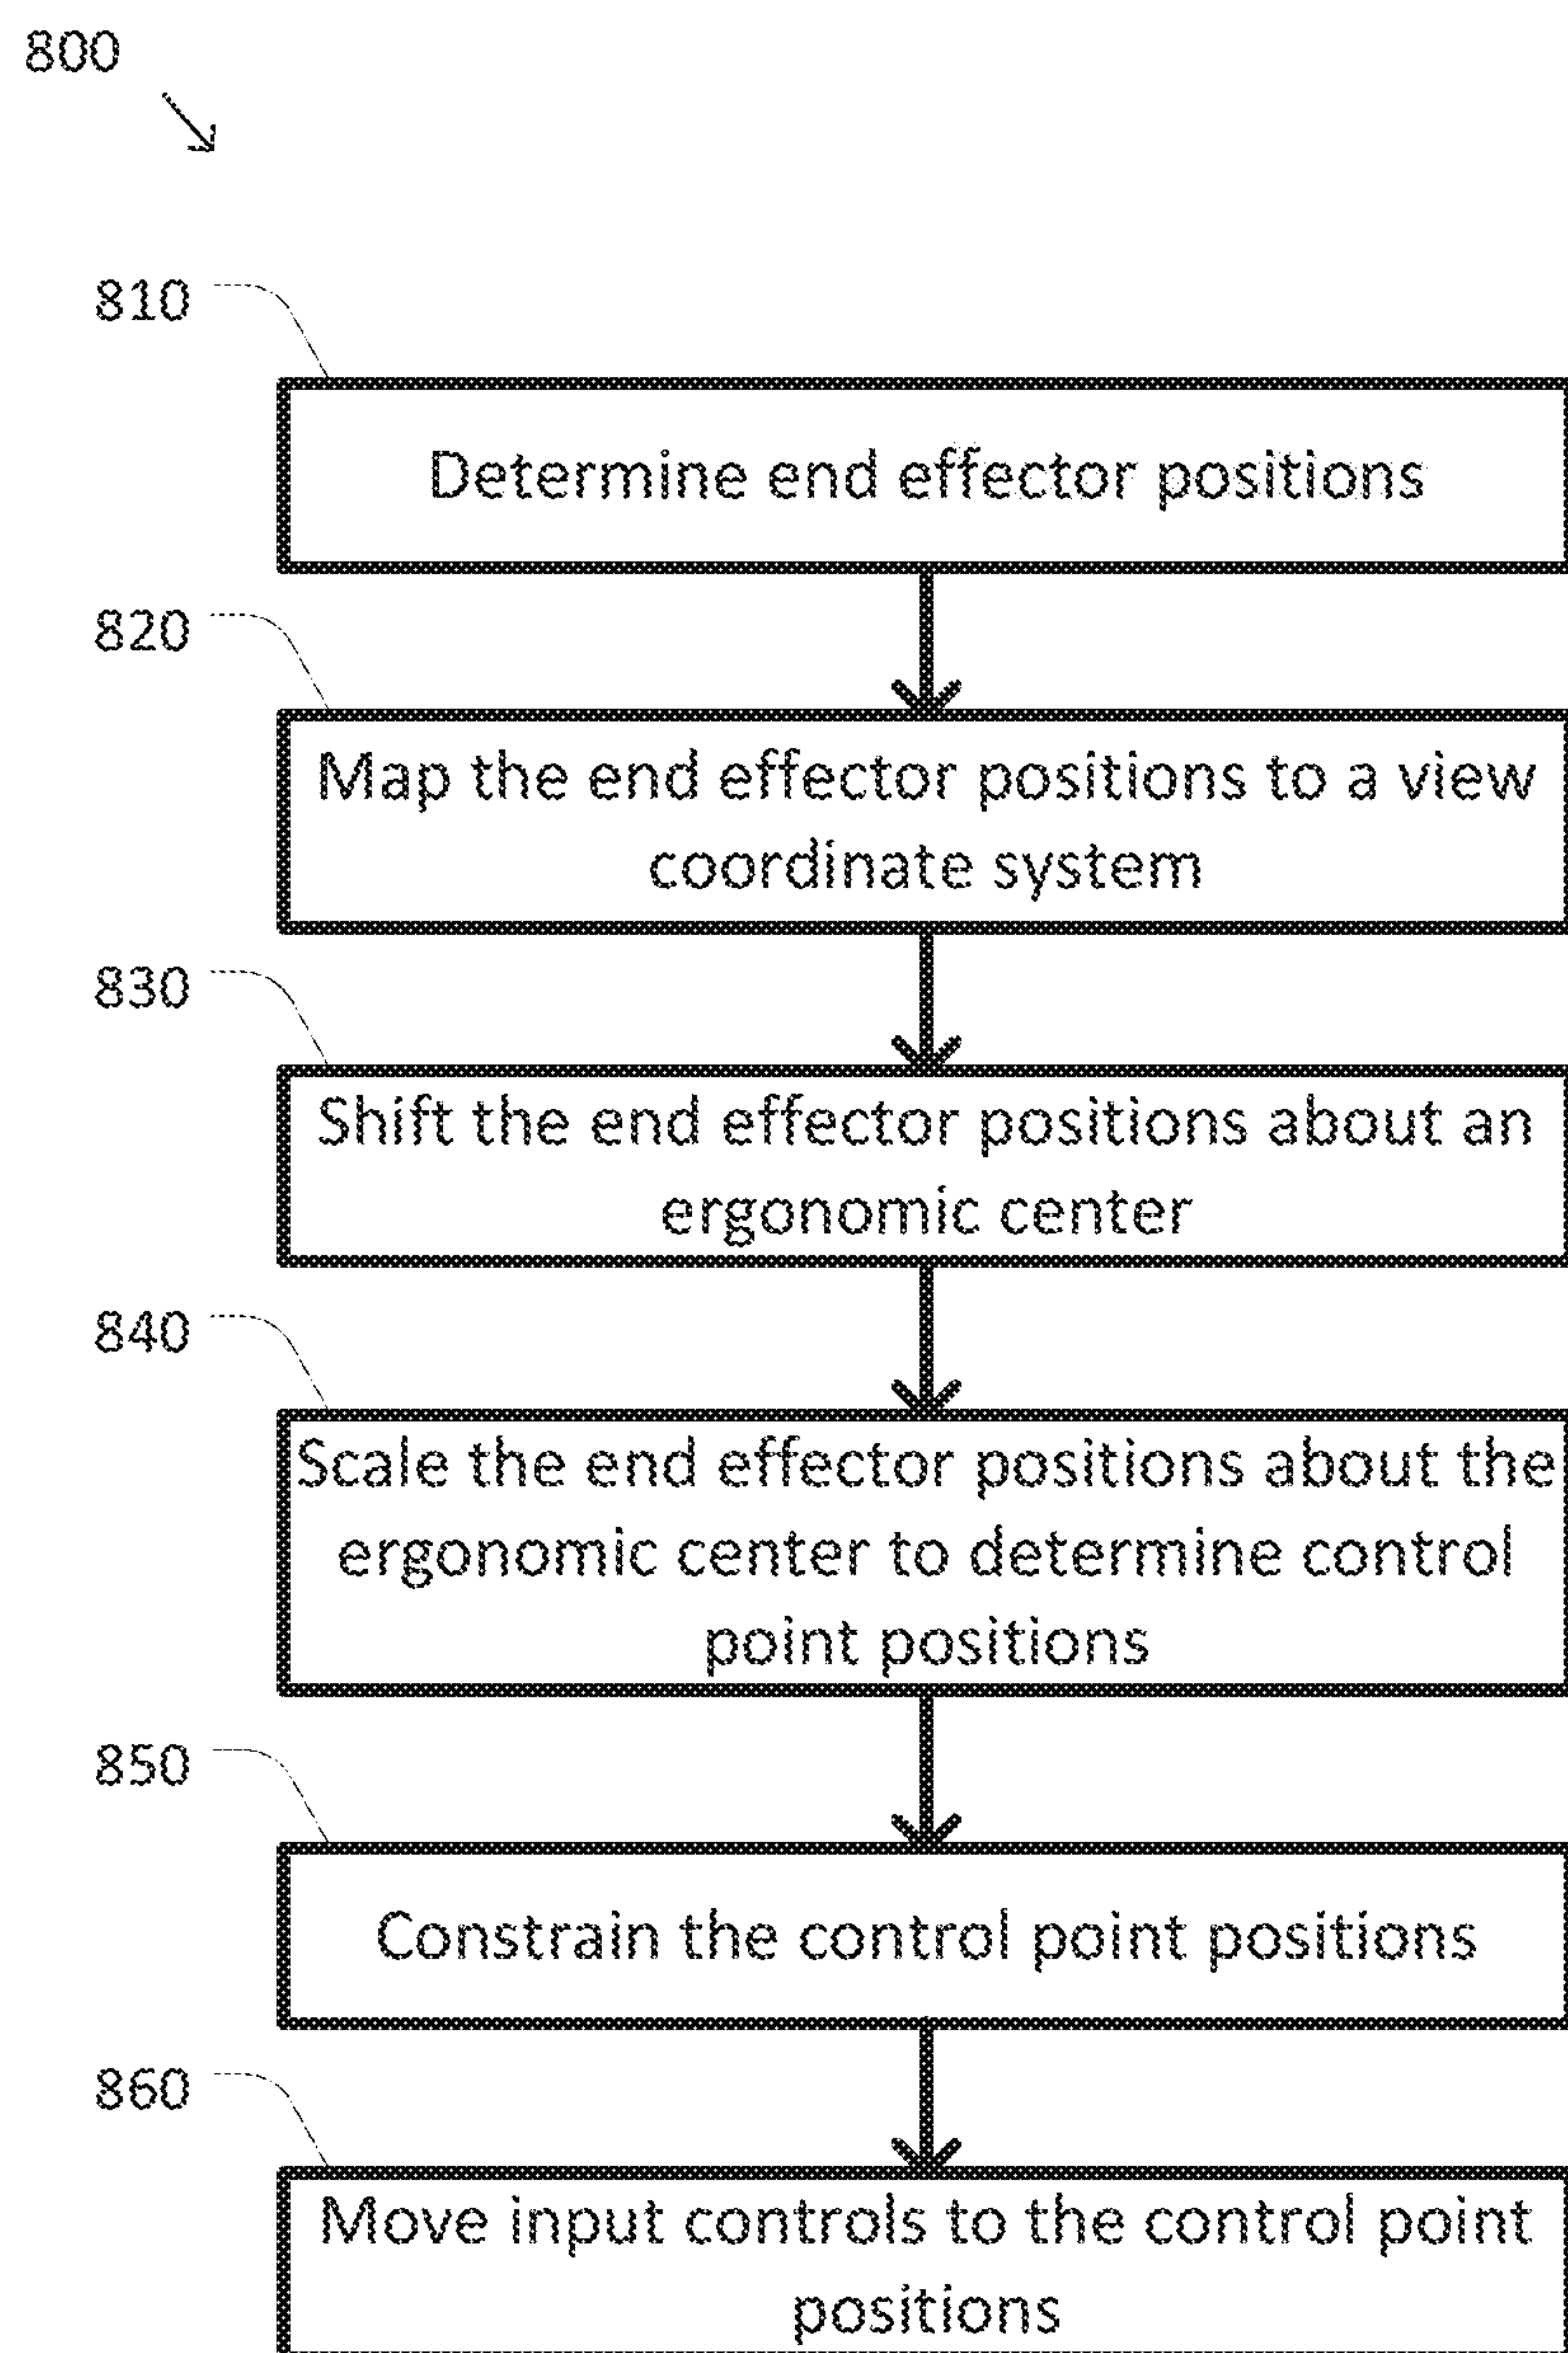 800
810
Determine end effector positions
820
Map the end effector positions to a view
coordinate system
830
Shift the end effector positions about an
ergonomic center
840
Scale the end effector positions about the
ergonomic center to determine control
point positions
850
Constrain the control point positions
860
Move input controls to the control point
positions